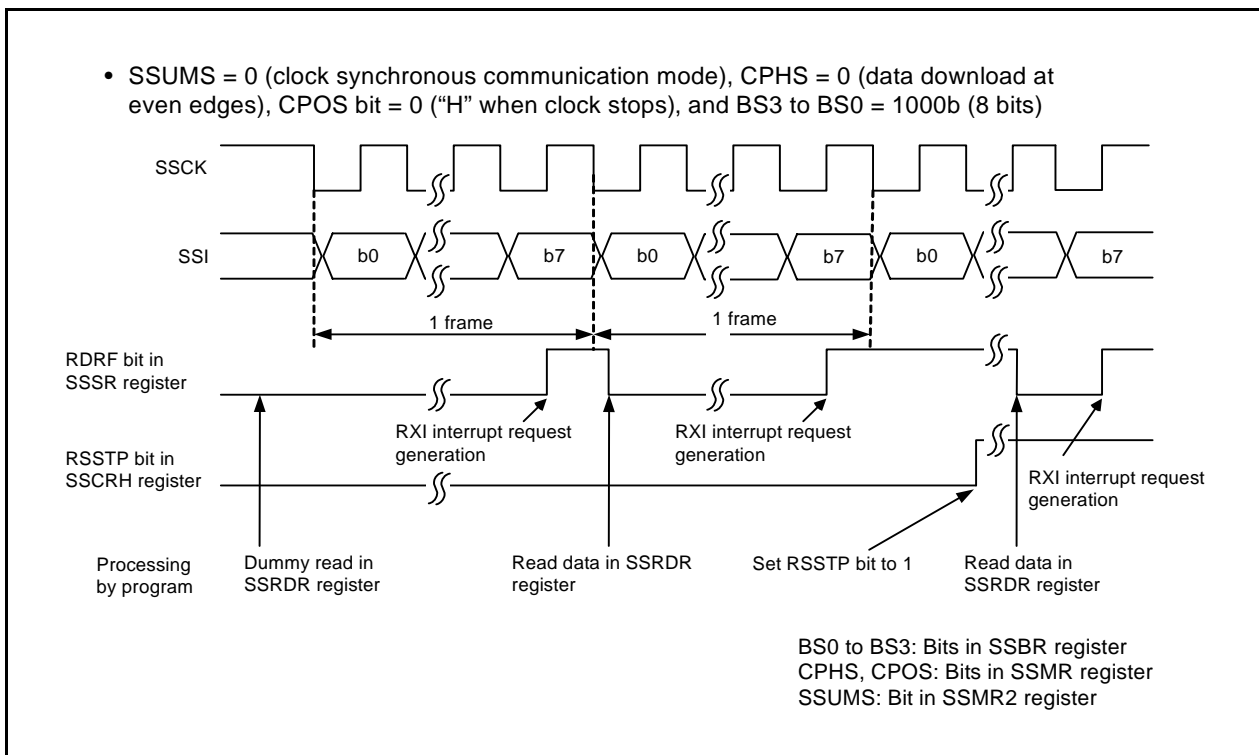 • SSUMS = 0 (clock synchronous communication mode), CPHS = 0 (data download at
even edges), CPOS bit = 0 (“H” when clock stops), and BS3 to BS0 = 1000b (8 bits)
SSCK
SSI
b0
b7
b0
b7
b0
b7
1 frame
1 frame
RDRF bit in
SSSR register
RXI interrupt request
generation
RXI interrupt request
generation
RSSTP bit in
SSCRH register
RXI interrupt request
generation
Processing
by program
Dummy read in
SSRDR register
Read data in SSRDR
register
Set RSSTP bit to 1
Read data in
SSRDR register
BS0 to BS3: Bits in SSBR register
CPHS, CPOS: Bits in SSMR register
SSUMS: Bit in SSMR2 register